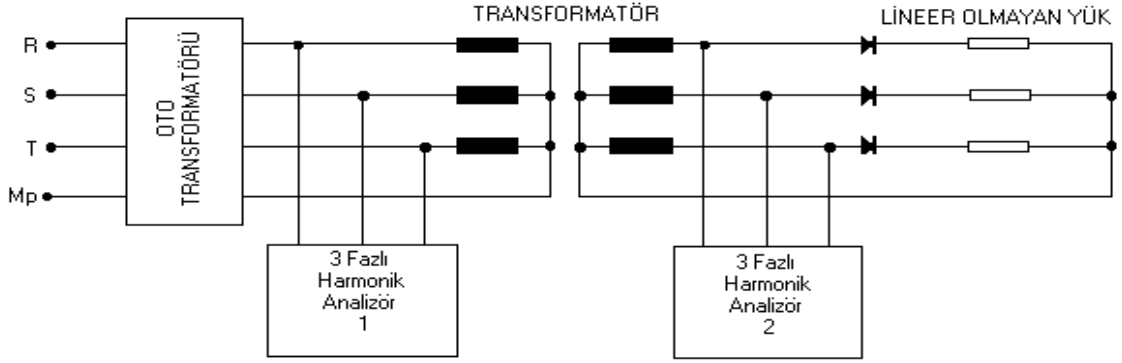 TRANSFORMATÖR
LİNEER OLMAYAN YÜK
R
S
T
Mp
OTO
TRANSFORMATÖRÜ
3 Fazlı
Harmonik
Analizör
1
3 Fazlı
Harmonik
Analizör
2